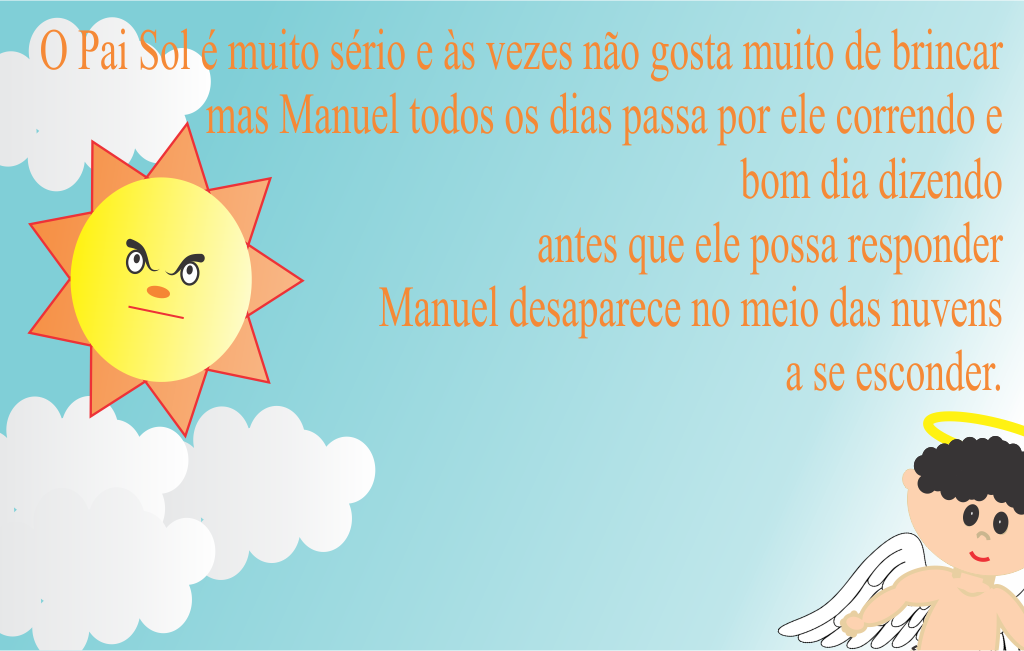 O Pai Sol é muito sério e às vezes não gosta muito de brincar
mas Manuel todos os dias passa por ele correndo e
bom dia dizendo
antes que ele possa responder
Manuel desaparece no meio das nuvens
a se esconder.